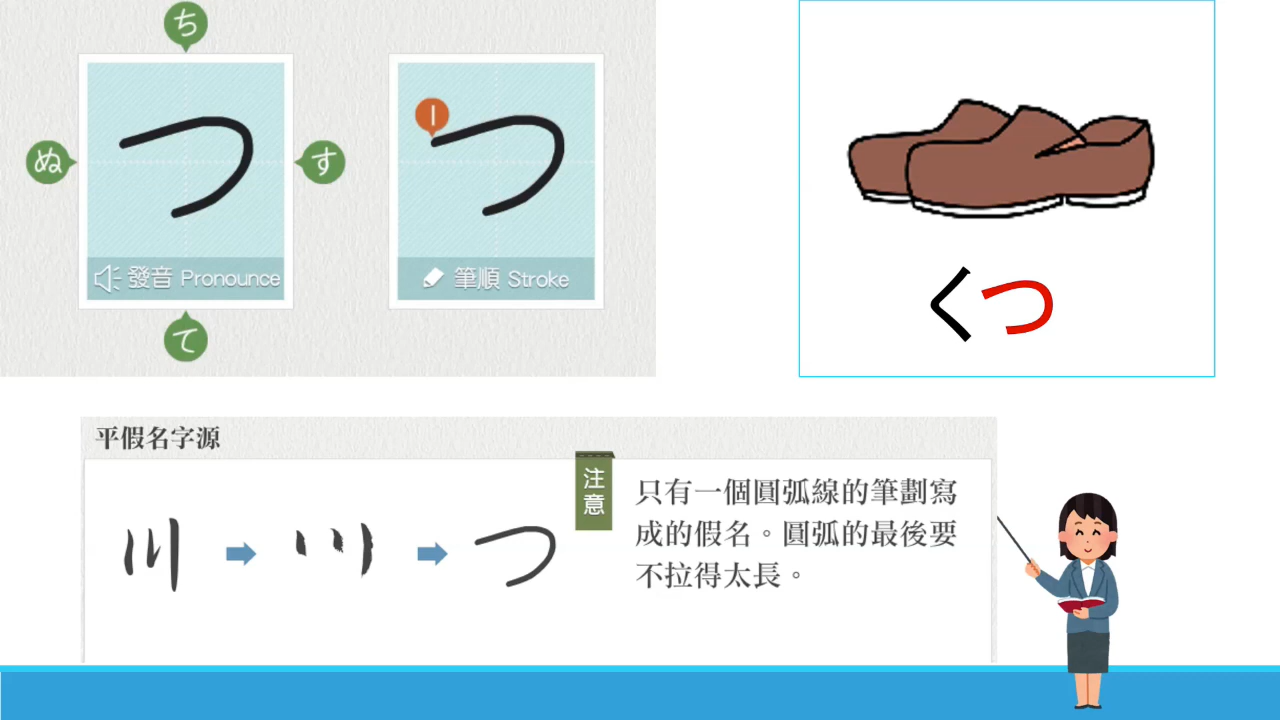 ち
ぬ
つ
す
発音 Pronounce
て
1
つ
筆順 Stroke
くつ
平假名字源
川
つ
注意
只有一個圓弧線的筆劃寫
成的假名。圓弧的最後要
不拉得太長。